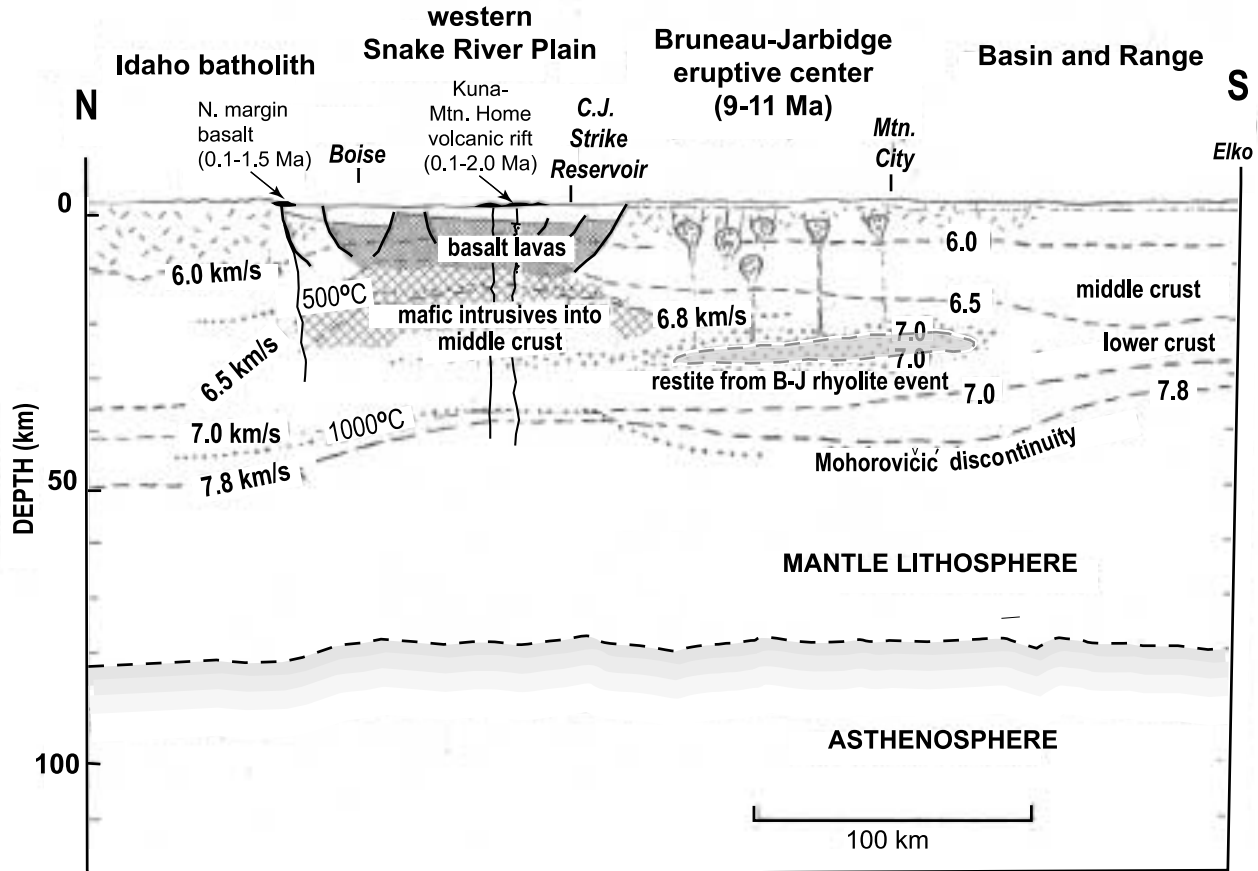 western
Snake River Plain
Idaho batholith
Bruneau-Jarbidge
eruptive center
(9-11 Ma)
Basin and Range
N
S
N. margin
basalt
(0.1-1.5 Ma)
Boise
Kuna-
Mtn. Home
volcanic rift
(0.1-2.0 Ma)
C.J.
Strike
Reservoir
Mtn.
City
Elko
0
basalt lavas
6.0
6.0 km/s
500ºC
mafic intrusives into
middle crust
6.8 km/s
6.5
middle crust
7.0
7.0
lower crust
6.5 km/s
restite from B-J rhyolite event
7.0
7.8
7.0 km/s
1000ºC
Mohorovičić discontinuity
7.8 km/s
50
DEPTH (km)
MANTLE LITHOSPHERE
ASTHENOSPHERE
100
100 km